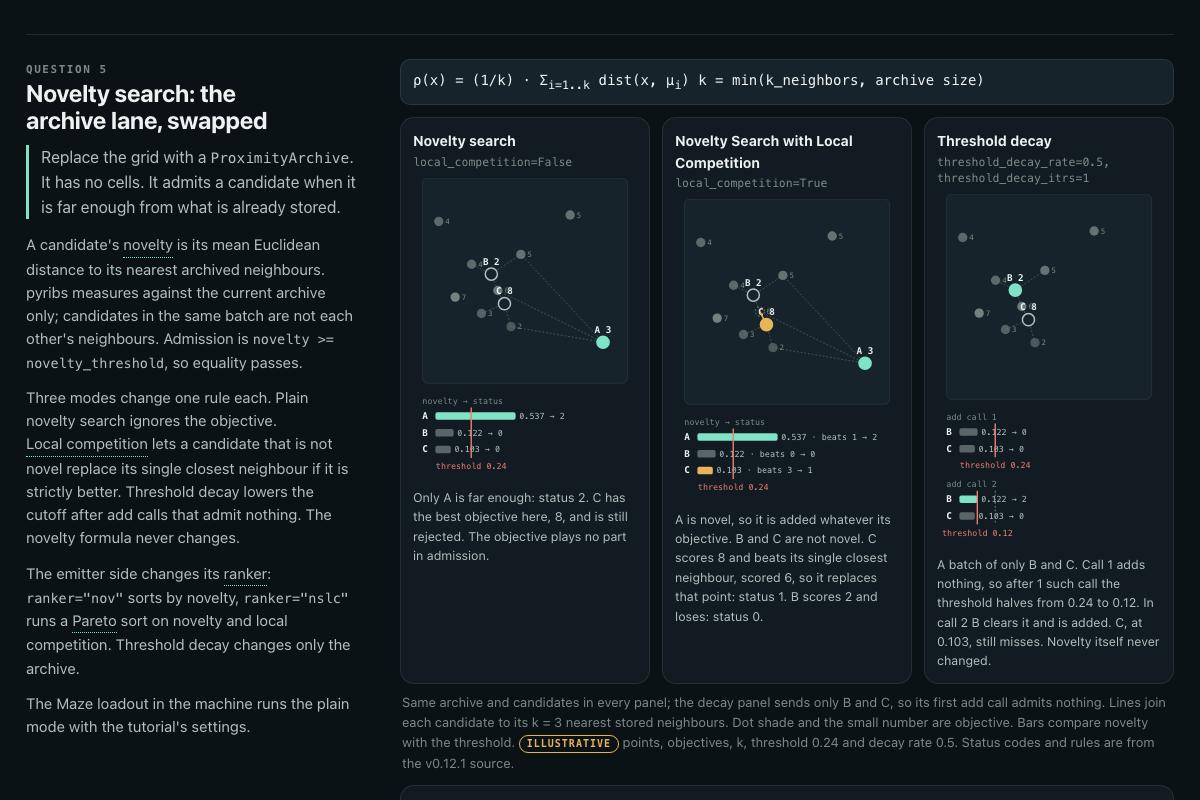 QUESTION 5
Novelty search: the
archive lane, swapped
Replace the grid with a ProximityArchive.
It has no cells. It admits a candidate when it
is far enough from what is already stored.
A candidate's novelty is its mean Euclidean
distance to its nearest archived neighbours.
pyribs measures against the current archive
only; candidates in the same batch are not each
other's neighbours. Admission is novelty >=
novelty_threshold, so equality passes.
Three modes change one rule each. Plain
novelty search ignores the objective.
Local competition lets a candidate that is not
novel replace its single closest neighbour if it is
strictly better. Threshold decay lowers the
cutoff after add calls that admit nothing. The
novelty formula never changes.
The emitter side changes its ranker:
ranker="nov" sorts by novelty, ranker="nslc"
runs a Pareto sort on novelty and local
competition. Threshold decay changes only the
archive.
The Maze loadout in the machine runs the plain
mode with the tutorial's settings.
ρ(x) = (1/k) · Σi=1..k dist(x, μi) k = min(k_neighbors, archive size)
Novelty search
local_competition=False
4
5
5
4
B 2
C 8
7
3
2
A 3
novelty → status
A 0.537 → 2
B 0.122 → 0
C 0.103 → 0
threshold 0.24
Only A is far enough: status 2. C has
the best objective here, 8, and is still
rejected. The objective plays no part
in admission.
Novelty Search with Local
Competition
local_competition=True
4
5
5
4
B 2
C 8
7
3
2
A 3
novelty → status
A 0.537 · beats 1 → 2
B 0.122 · beats 0 → 0
C 0.103 · beats 3 → 1
threshold 0.24
A is novel, so it is added whatever its
objective. B and C are not novel. C
scores 8 and beats its single closest
neighbour, scored 6, so it replaces
that point: status 1. B scores 2 and
loses: status 0.
Threshold decay
threshold_decay_rate=0.5,
threshold_decay_itrs=1
4
5
5
4
B 2
C 8
7
3
2
add call 1
B 0.122 → 0
C 0.103 → 0
threshold 0.24
add call 2
B 0.122 → 2
C 0.103 → 0
threshold 0.12
A batch of only B and C. Call 1 adds
nothing, so after 1 such call the
threshold halves from 0.24 to 0.12. In
call 2 B clears it and is added. C, at
0.103, still misses. Novelty itself never
changed.
Same archive and candidates in every panel; the decay panel sends only B and C, so its first add call admits nothing. Lines join
each candidate to its k = 3 nearest stored neighbours. Dot shade and the small number are objective. Bars compare novelty
with the threshold. ILLUSTRATIVE points, objectives, k, threshold 0.24 and decay rate 0.5. Status codes and rules are from
the v0.12.1 source.